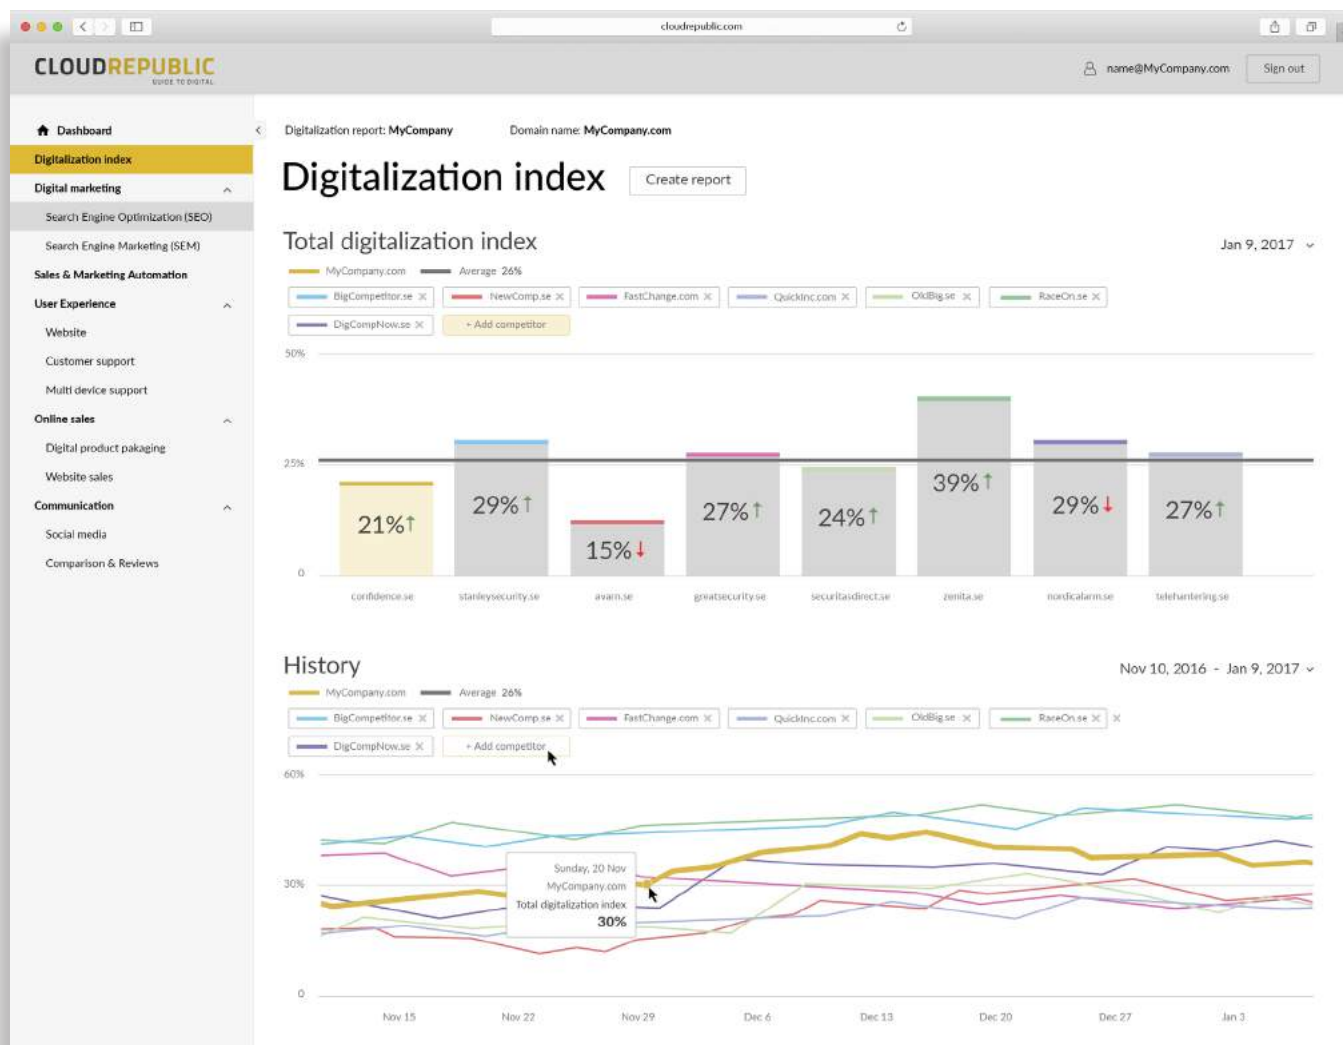 cloudrepublic.com
CLOUDREPUBLIC
GUIDE TO DIGITAL
name@MyCompany.com
Sign out
Dashboard
Digitalization index
Digital marketing
Search Engine Optimization (SEO)
Search Engine Marketing (SEM)
Sales & Marketing Automation
User Experience
Website
Customer support
Multi device support
Online sales
Digital product pakaging
Website sales
Communication
Social media
Comparison & Reviews
Digitalization report: MyCompany Domain name: MyCompany.com
Digitalization index Create report
Total digitalization index Jan 9, 2017
MyCompany.com Average 26%
BigCompetitor.se × NewComp.se × FastChange.com × QuickInc.com × OldBig.se × RaceOn.se ×
DigCompNow.se × + Add competitor
50%
25%
0
21%↑ 29%↑ 15%↓ 27%↑ 24%↑ 39%↑ 29%↓ 27%↑
confidence.se stanleysecurity.se avarn.se greatsecurity.se securitasdirect.se zenita.se nordicalarm.se telehantering.se
History Nov 10, 2016 - Jan 9, 2017
MyCompany.com Average 26%
BigCompetitor.se × NewComp.se × FastChange.com × QuickInc.com × OldBig.se × RaceOn.se × ×
DigCompNow.se × + Add competitor
60%
30%
0
Sunday, 20 Nov
MyCompany.com
Total digitalization index
30%
Nov 15 Nov 22 Nov 29 Dec 6 Dec 13 Dec 20 Dec 27 Jan 3